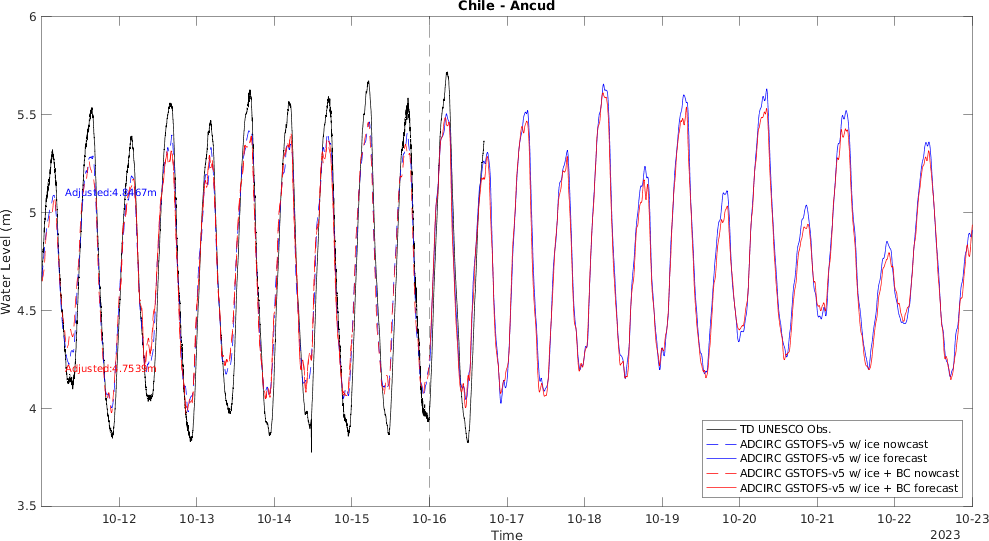 Chile - Ancud
6
5.5
5
4.5
4
3.5
Water Level (m)
Adjusted:4.8467m
Adjusted:4.7539m
TD UNESCO Obs.
ADCIRC GSTOFS-v5 w/ ice nowcast
ADCIRC GSTOFS-v5 w/ ice forecast
ADCIRC GSTOFS-v5 w/ ice + BC nowcast
ADCIRC GSTOFS-v5 w/ ice + BC forecast
10-12 10-13 10-14 10-15 10-16 10-17 10-18 10-19 10-20 10-21 10-22 10-23
Time
2023